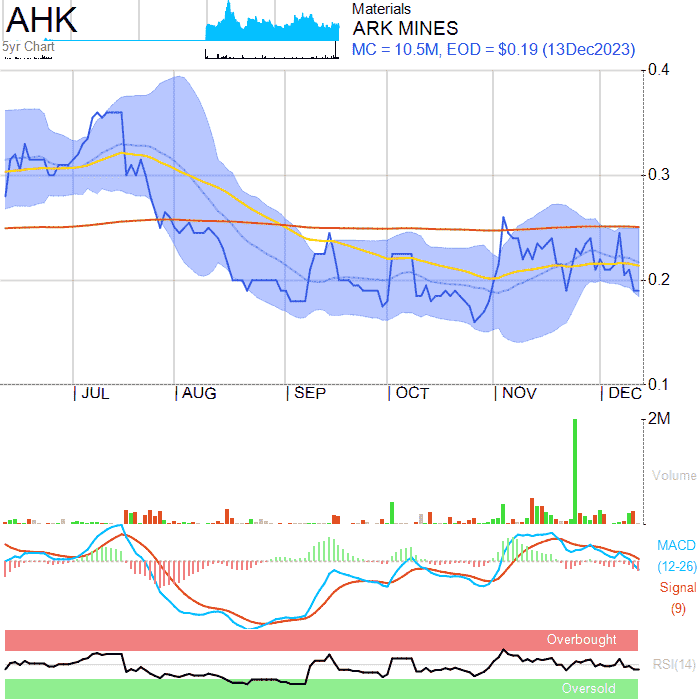 AHK
5yr Chart
Materials
ARK MINES
MC = 10.5M, EOD = $0.19 (13Dec2023)
0.4
0.3
0.2
0.1
JUL
AUG
SEP
OCT
NOV
DEC
2M
Volume
MACD
(12-26)
Signal
(9)
Overbought
RSI(14)
Oversold